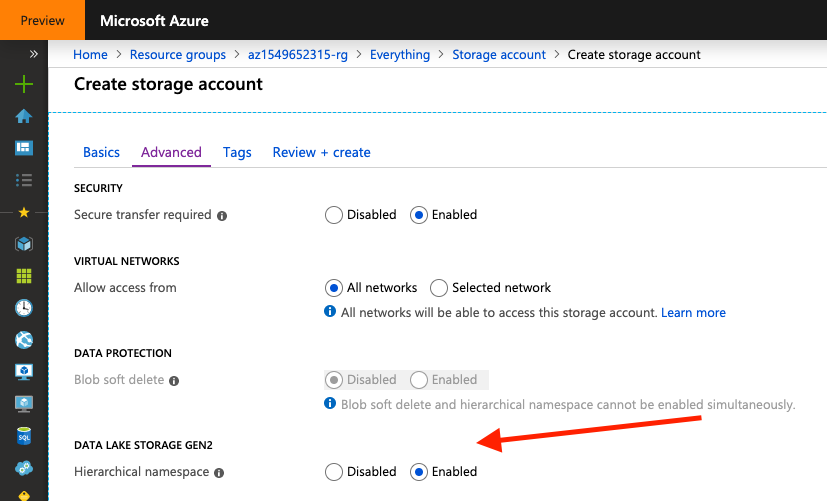 Preview Microsoft Azure
Home > Resource groups > az1549652315-rg > Everything > Storage account > Create storage account
Create storage account
Basics Advanced Tags Review + create
SECURITY
Secure transfer required Disabled Enabled
VIRTUAL NETWORKS
Allow access from All networks Selected network
All networks will be able to access this storage account. Learn more
DATA PROTECTION
Blob soft delete Disabled Enabled
Blob soft delete and hierarchical namespace cannot be enabled simultaneously.
DATA LAKE STORAGE GEN2
Hierarchical namespace Disabled Enabled